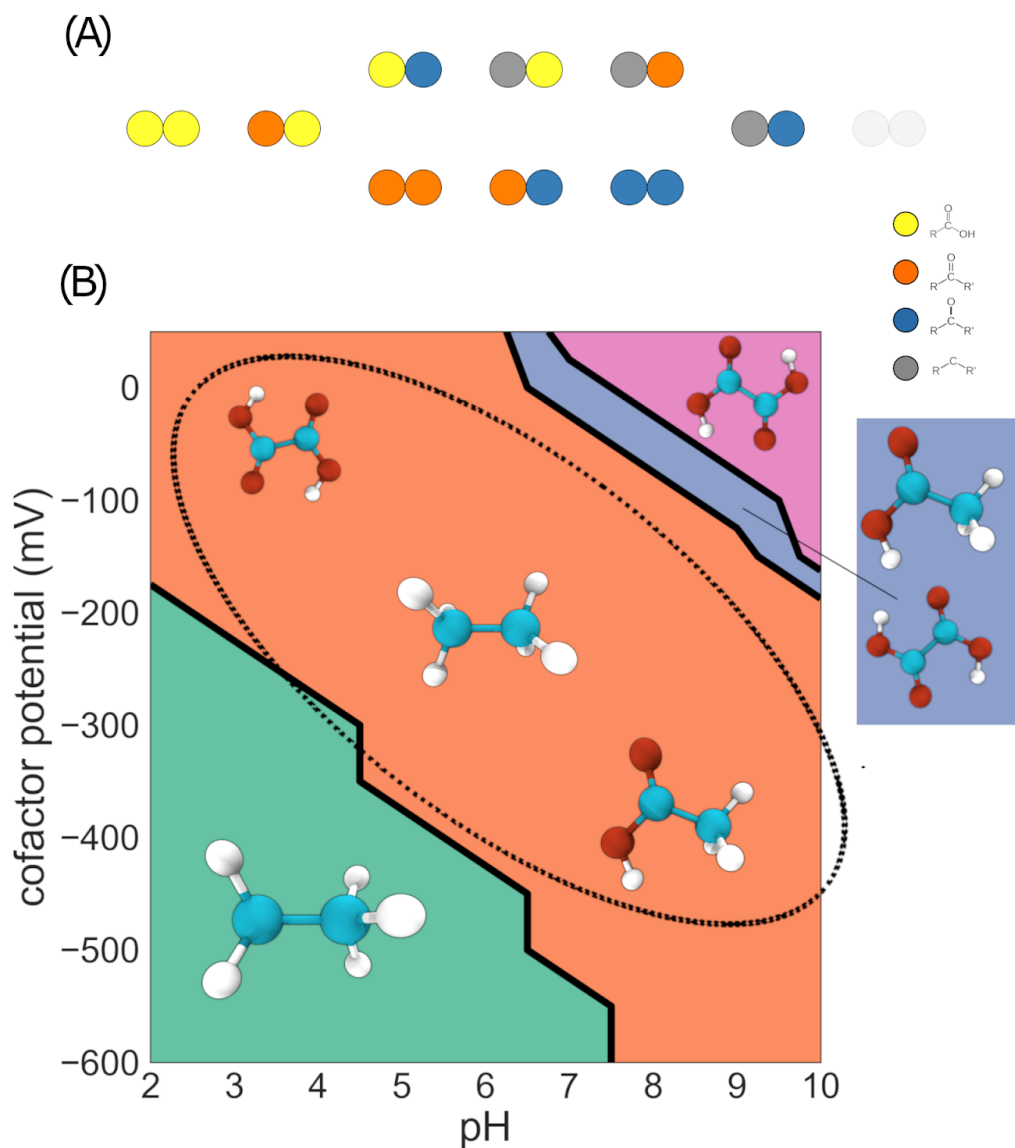 (A)
O
R C OH
O
R C R'
O
R C R'
R C R'
(B)
0
−100
−200
−300
−400
−500
−600
cofactor potential (mV)
2 3 4 5 6 7 8 9 10
pH